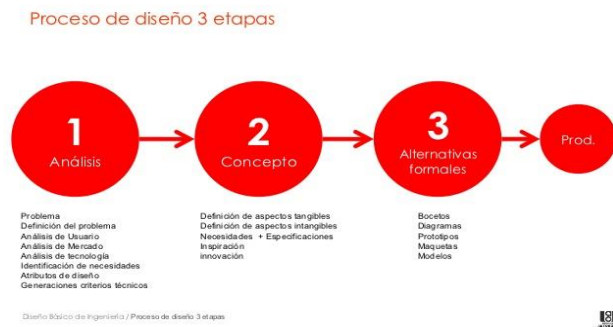 Proceso de diseño 3 etapas
1
Análisis
2
Concepto
3
Alternativas
formales
Prod.
Problema
Definición del problema
Análisis de Usuario
Análisis de Mercado
Análisis de tecnología
Identificación de necesidades
Atributos de diseño
Generaciones criterios técnicos
Definición de aspectos tangibles
Definición de aspectos intangibles
Necesidades + Especificaciones
Inspiración
innovación
Bocetos
Diagramas
Prototipos
Maquetas
Modelos
Diseño Básico de Ingeniería / Proceso de diseño 3 etapas